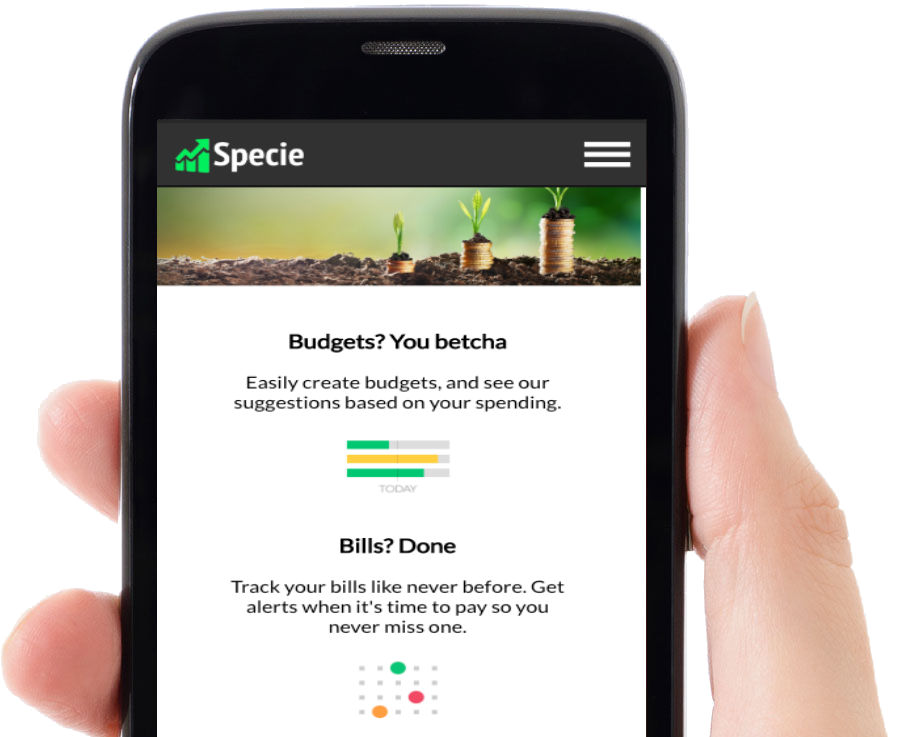 Specie
Budgets? You betcha
Easily create budgets, and see our
suggestions based on your spending.
TODAY
Bills? Done
Track your bills like never before. Get
alerts when it's time to pay so you
never miss one.